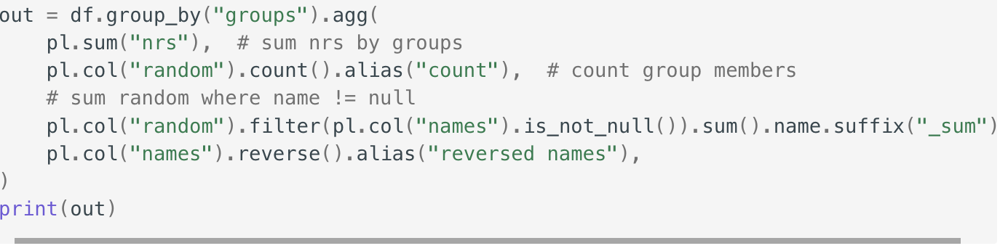 out = df.group_by("groups").agg(
    pl.sum("nrs"),  # sum nrs by groups
    pl.col("random").count().alias("count"),  # count group members
    # sum random where name != null
    pl.col("random").filter(pl.col("names").is_not_null()).sum().name.suffix("_sum")
    pl.col("names").reverse().alias("reversed names"),
)
print(out)